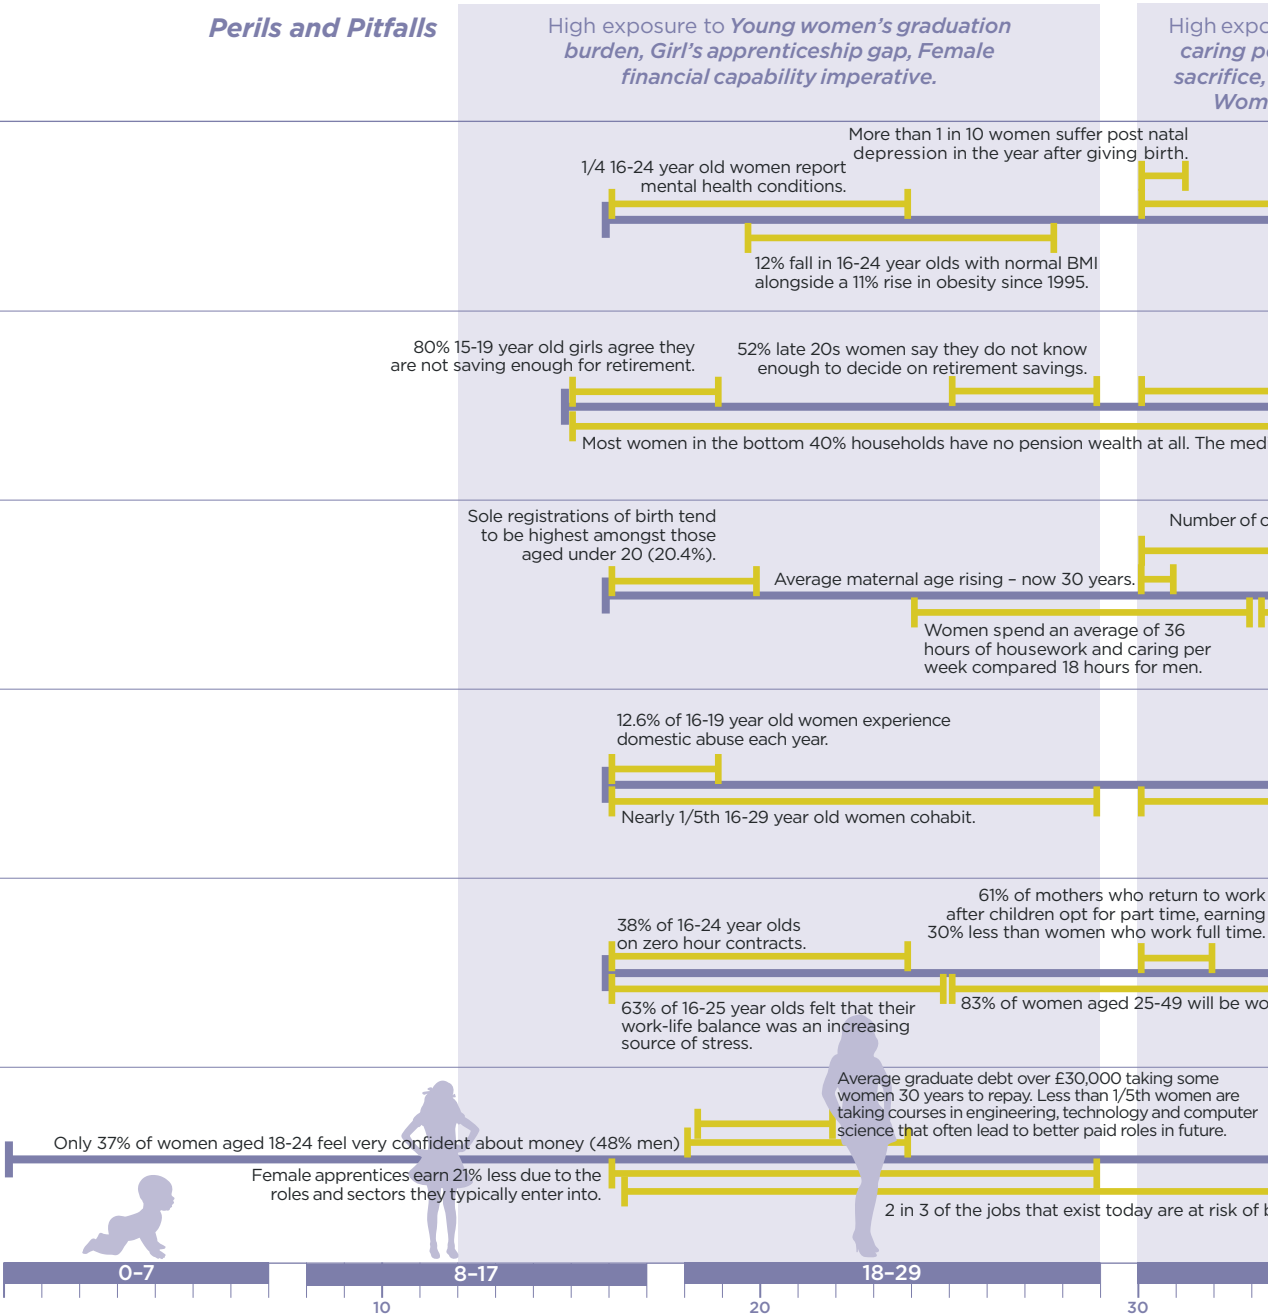 Perils and Pitfalls
High exposure to Young women's graduation
burden, Girl's apprenticeship gap, Female
financial capability imperative.
High expo
caring p
sacrifice,
Wom
More than 1 in 10 women suffer post natal
depression in the year after giving birth.
1/4 16-24 year old women report
mental health conditions.
12% fall in 16-24 year olds with normal BMI
alongside a 11% rise in obesity since 1995.
80% 15-19 year old girls agree they
are not saving enough for retirement.
52% late 20s women say they do not know
enough to decide on retirement savings.
Most women in the bottom 40% households have no pension wealth at all. The med
Sole registrations of birth tend
to be highest amongst those
aged under 20 (20.4%).
Number of c
Average maternal age rising – now 30 years.
Women spend an average of 36
hours of housework and caring per
week compared 18 hours for men.
12.6% of 16-19 year old women experience
domestic abuse each year.
Nearly 1/5th 16-29 year old women cohabit.
61% of mothers who return to work
after children opt for part time, earning
30% less than women who work full time.
38% of 16-24 year olds
on zero hour contracts.
63% of 16-25 year olds felt that their
work-life balance was an increasing
source of stress.
83% of women aged 25-49 will be wo
Average graduate debt over £30,000 taking some
women 30 years to repay. Less than 1/5th women are
taking courses in engineering, technology and computer
science that often lead to better paid roles in future.
Only 37% of women aged 18-24 feel very confident about money (48% men)
Female apprentices earn 21% less due to the
roles and sectors they typically enter into.
2 in 3 of the jobs that exist today are at risk of b
0–7
8–17
18–29
10
20
30